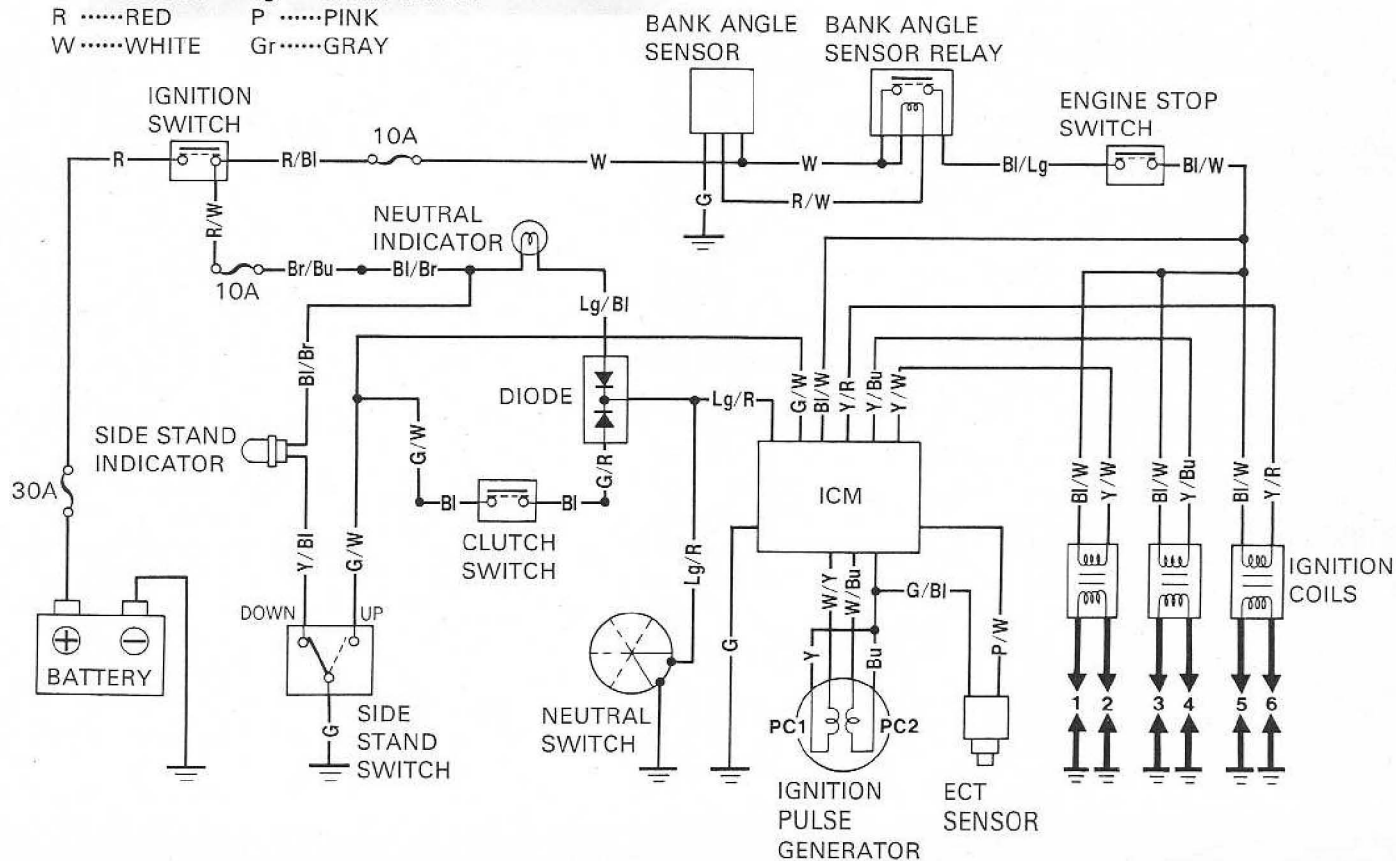 R ······RED P ······PINK
W ······WHITE Gr ······GRAY
BANK ANGLE
SENSOR
BANK ANGLE
SENSOR RELAY
IGNITION
SWITCH
ENGINE STOP
SWITCH
10A
R
R/Bl
W
W
Bl/Lg
Bl/W
G
R/W
R/W
NEUTRAL
INDICATOR
Br/Bu
Bl/Br
10A
Lg/Bl
Bl/Br
DIODE
Lg/R
G/W
Bl/W
Y/R
Y/Bu
Y/W
SIDE STAND
INDICATOR
G/W
G/R
30A
Bl
Bl
CLUTCH
SWITCH
ICM
Bl/W
Y/W
Bl/W
Y/Bu
Bl/W
Y/R
IGNITION
COILS
Y/Bl
G/W
Lg/R
W/Y
W/Bu
G/Bl
P/W
G
DOWN
UP
BATTERY
G
SIDE
STAND
SWITCH
NEUTRAL
SWITCH
Y
Bu
PC1
PC2
1
2
3
4
5
6
IGNITION
PULSE
GENERATOR
ECT
SENSOR